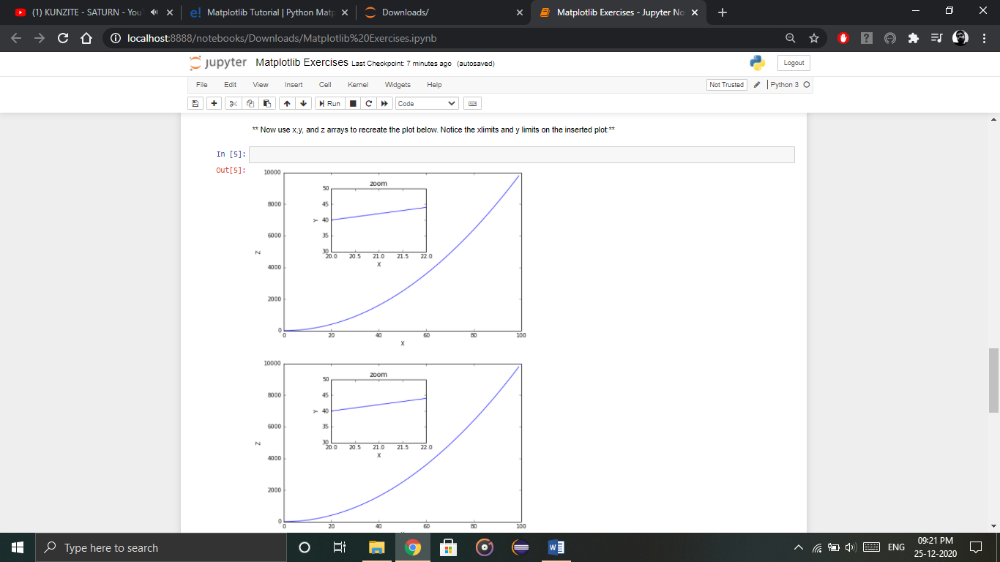 (1) KUNZITE - SATURN - You
Matplotlib Tutorial | Python Matp
Downloads/
Matplotlib Exercises - Jupyter No
localhost:8888/notebooks/Downloads/Matplotlib%20Exercises.ipynb
jupyter Matplotlib Exercises Last Checkpoint: 7 minutes ago (autosaved)
Logout
File Edit View Insert Cell Kernel Widgets Help
Not Trusted
Python 3
Run
Code
** Now use x,y, and z arrays to recreate the plot below. Notice the xlimits and y limits on the inserted plot:**
In [5]:
Out[5]:
10000
8000
6000
4000
2000
0
Z
0 20 40 60 80 100
X
zoom
50
45
40
35
30
Y
20.0 20.5 21.0 21.5 22.0
X
10000
8000
6000
4000
2000
0
Z
0 20 40 60 80 100
zoom
50
45
40
35
30
Y
20.0 20.5 21.0 21.5 22.0
X
Type here to search
ENG
09:21 PM
25-12-2020